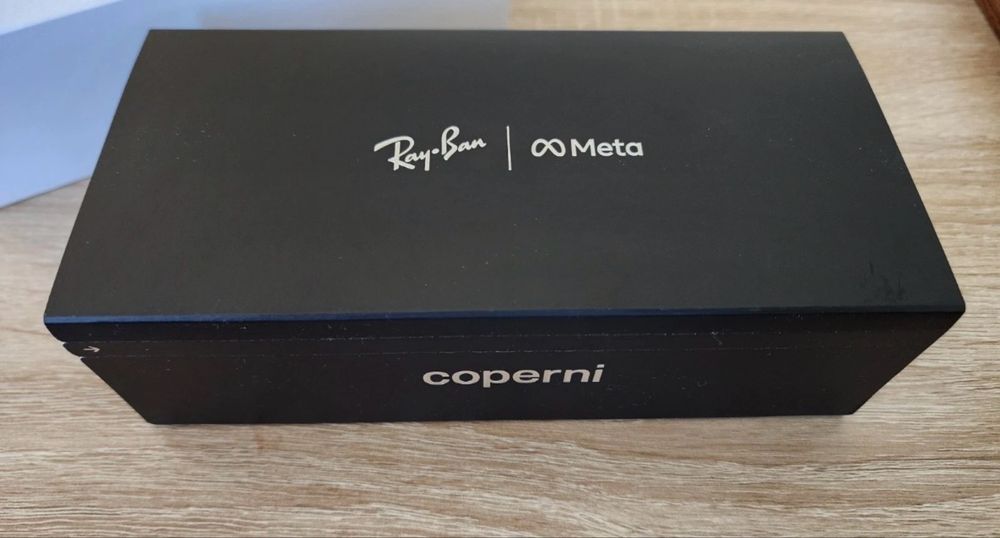 Ray-Ban | Meta
coperni